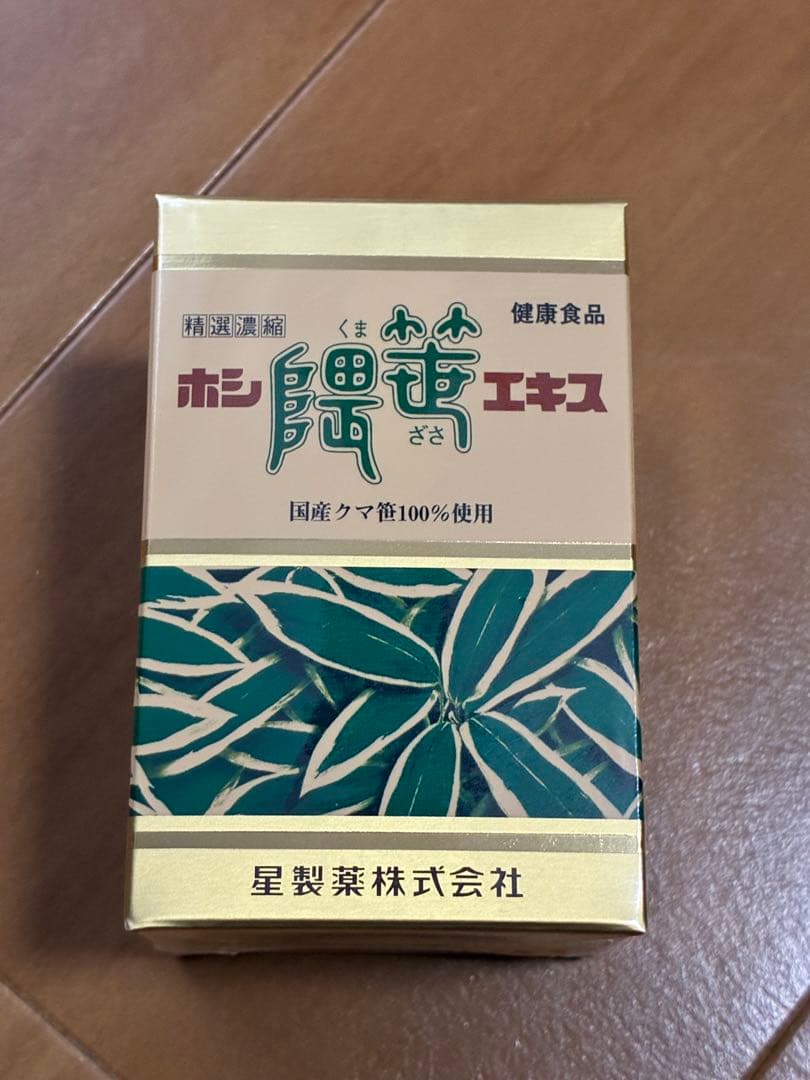 健康食品
精選濃縮
ホシ隈笹エキス
くま
ざさ
国産クマ笹100%使用
星製薬株式会社